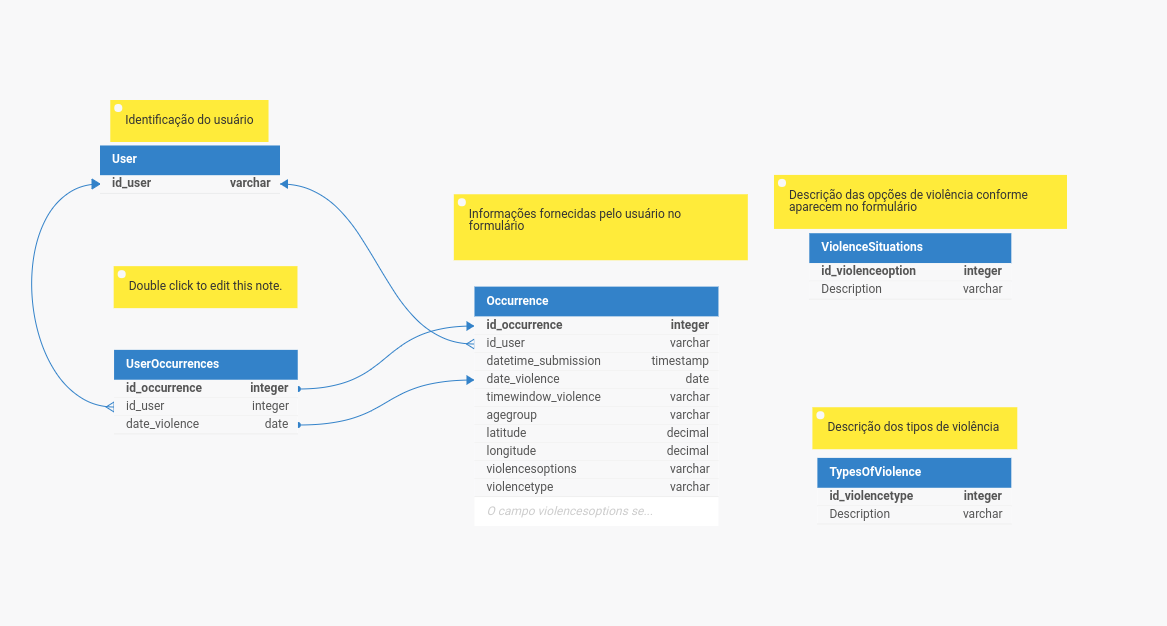 Identificação do usuário
User
id_user varchar
Double click to edit this note.
UserOccurrences
id_occurrence integer
id_user integer
date_violence date
Informações fornecidas pelo usuário no
formulário
Occurrence
id_occurrence integer
id_user varchar
datetime_submission timestamp
date_violence date
timewindow_violence varchar
agegroup varchar
latitude decimal
longitude decimal
violencesoptions varchar
violencetype varchar
O campo violencesoptions se...
Descrição das opções de violência conforme
aparecem no formulário
ViolenceSituations
id_violenceoption integer
Description varchar
Descrição dos tipos de violência
TypesOfViolence
id_violencetype integer
Description varchar